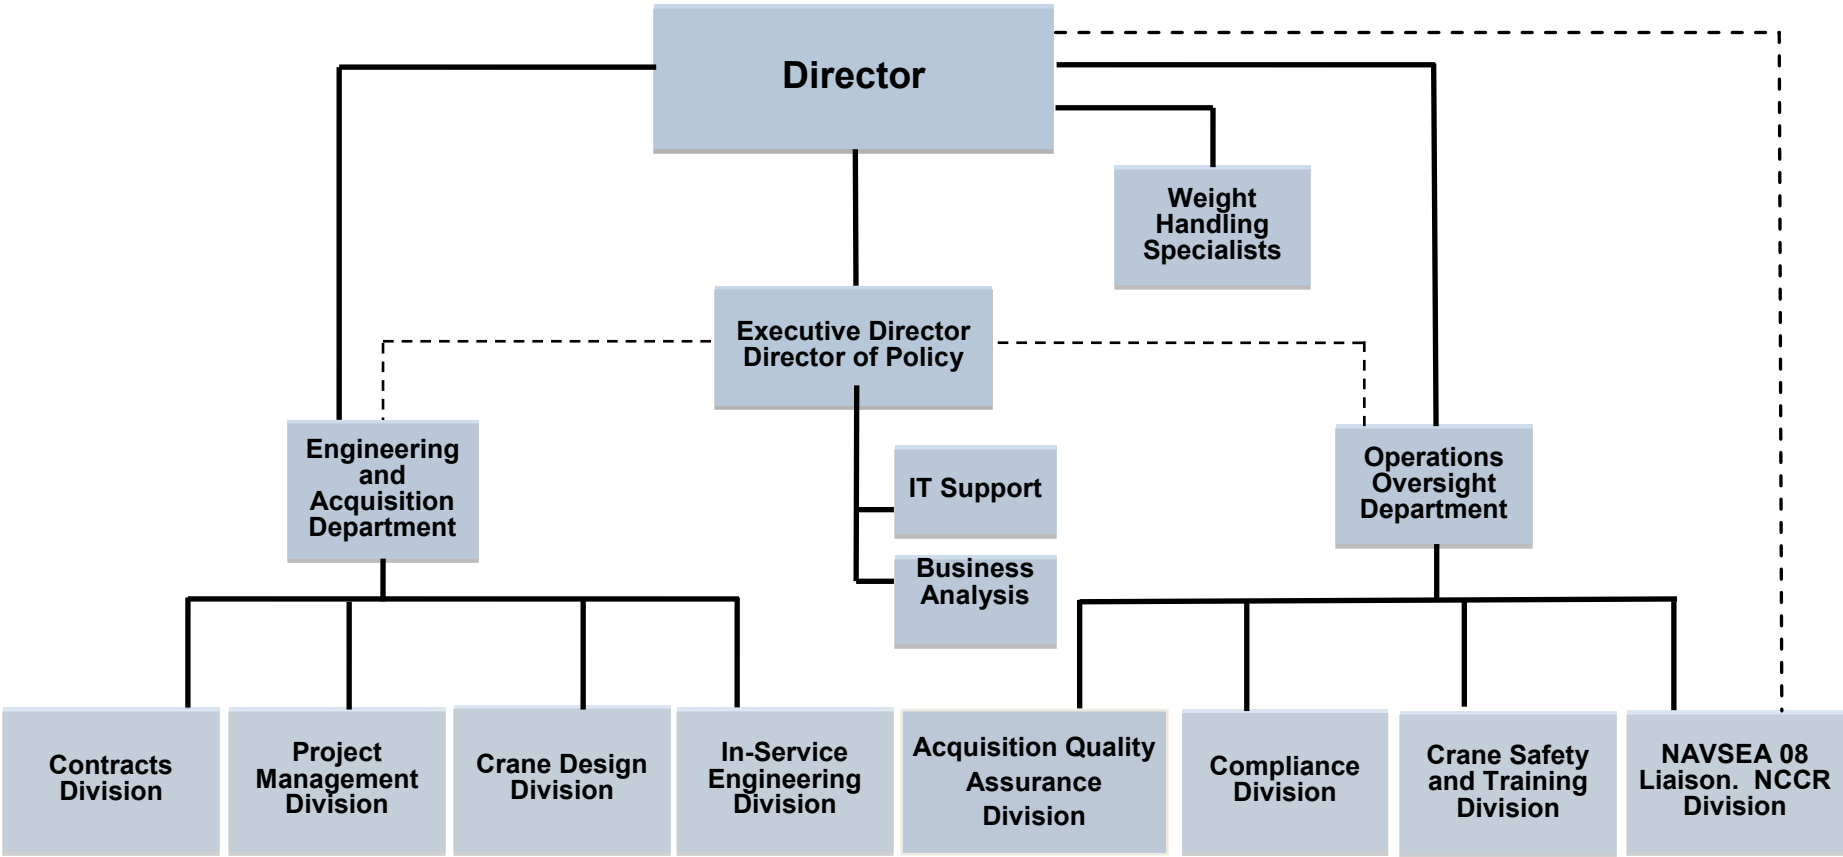 Director
Weight
Handling
Specialists
Executive Director
Director of Policy
Engineering
and
Acquisition
Department
IT Support
Business
Analysis
Operations
Oversight
Department
Contracts
Division
Project
Management
Division
Crane Design
Division
In-Service
Engineering
Division
Acquisition Quality
Assurance
Division
Compliance
Division
Crane Safety
and Training
Division
NAVSEA 08
Liaison.  NCCR
Division